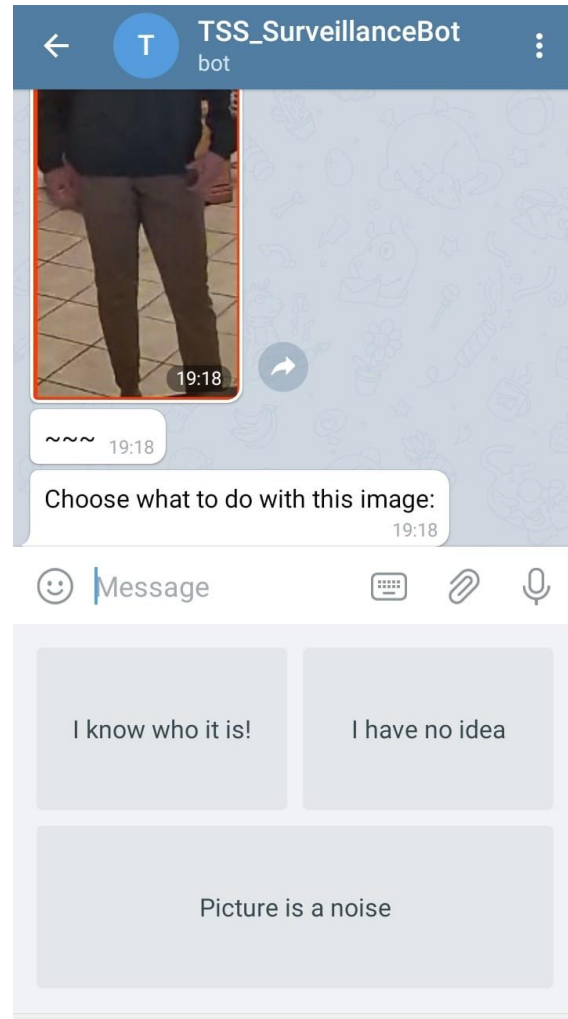 T
TSS_SurveillanceBot
bot
19:18
~~~ 19:18
Choose what to do with this image:
19:18
Message
I know who it is!
I have no idea
Picture is a noise